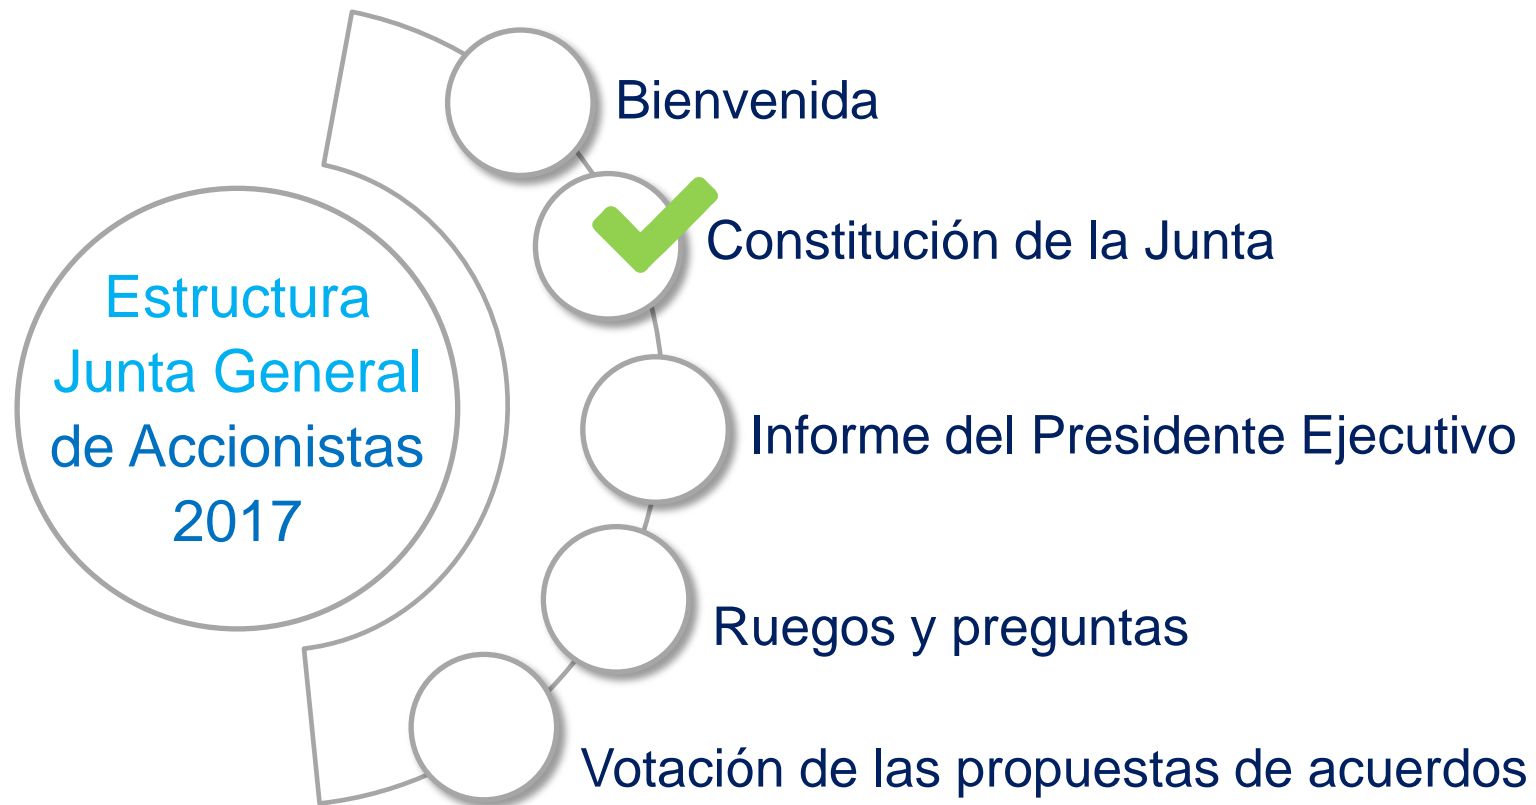 Estructura
Junta General
de Accionistas
2017
Bienvenida
Constitución de la Junta
Informe del Presidente Ejecutivo
Ruegos y preguntas
Votación de las propuestas de acuerdos